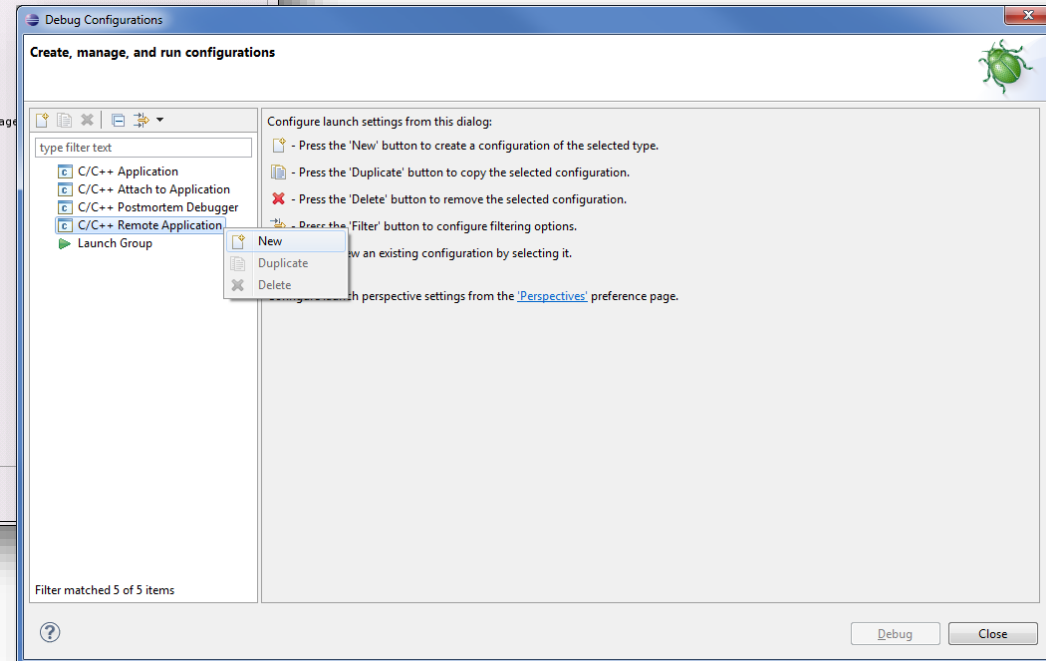 Debug Configurations
Create, manage, and run configurations
age
type filter text
C/C++ Application
C/C++ Attach to Application
C/C++ Postmortem Debugger
C/C++ Remote Application
Launch Group
New
Duplicate
Delete
Filter matched 5 of 5 items
Configure launch settings from this dialog:
- Press the 'New' button to create a configuration of the selected type.
- Press the 'Duplicate' button to copy the selected configuration.
- Press the 'Delete' button to remove the selected configuration.
- Press the 'Filter' button to configure filtering options.
an existing configuration by selecting it.
launch perspective settings from the 'Perspectives' preference page.
Debug
Close